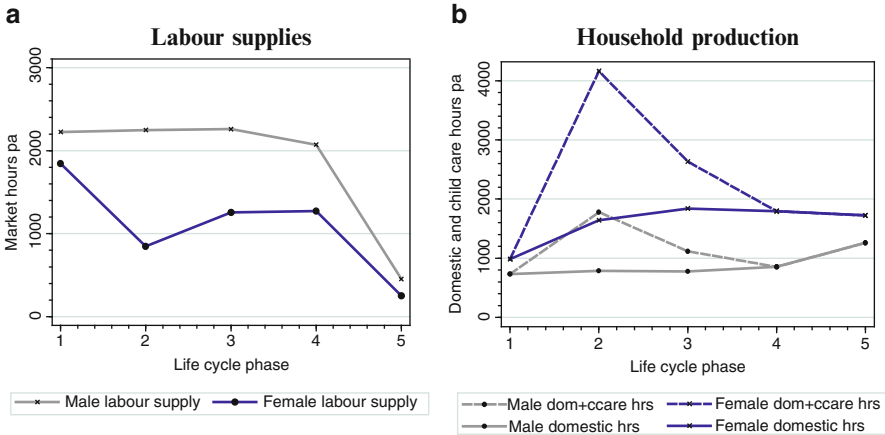 a
Labour supplies
Market hours pa
3000
2000
1000
0
1 2 3 4 5
Life cycle phase
Male labour supply Female labour supply
b
Household production
Domestic and child care hours pa
4000
3000
2000
1000
0
1 2 3 4 5
Life cycle phase
Male dom+ccare hrs Female dom+ccare hrs
Male domestic hrs Female domestic hrs